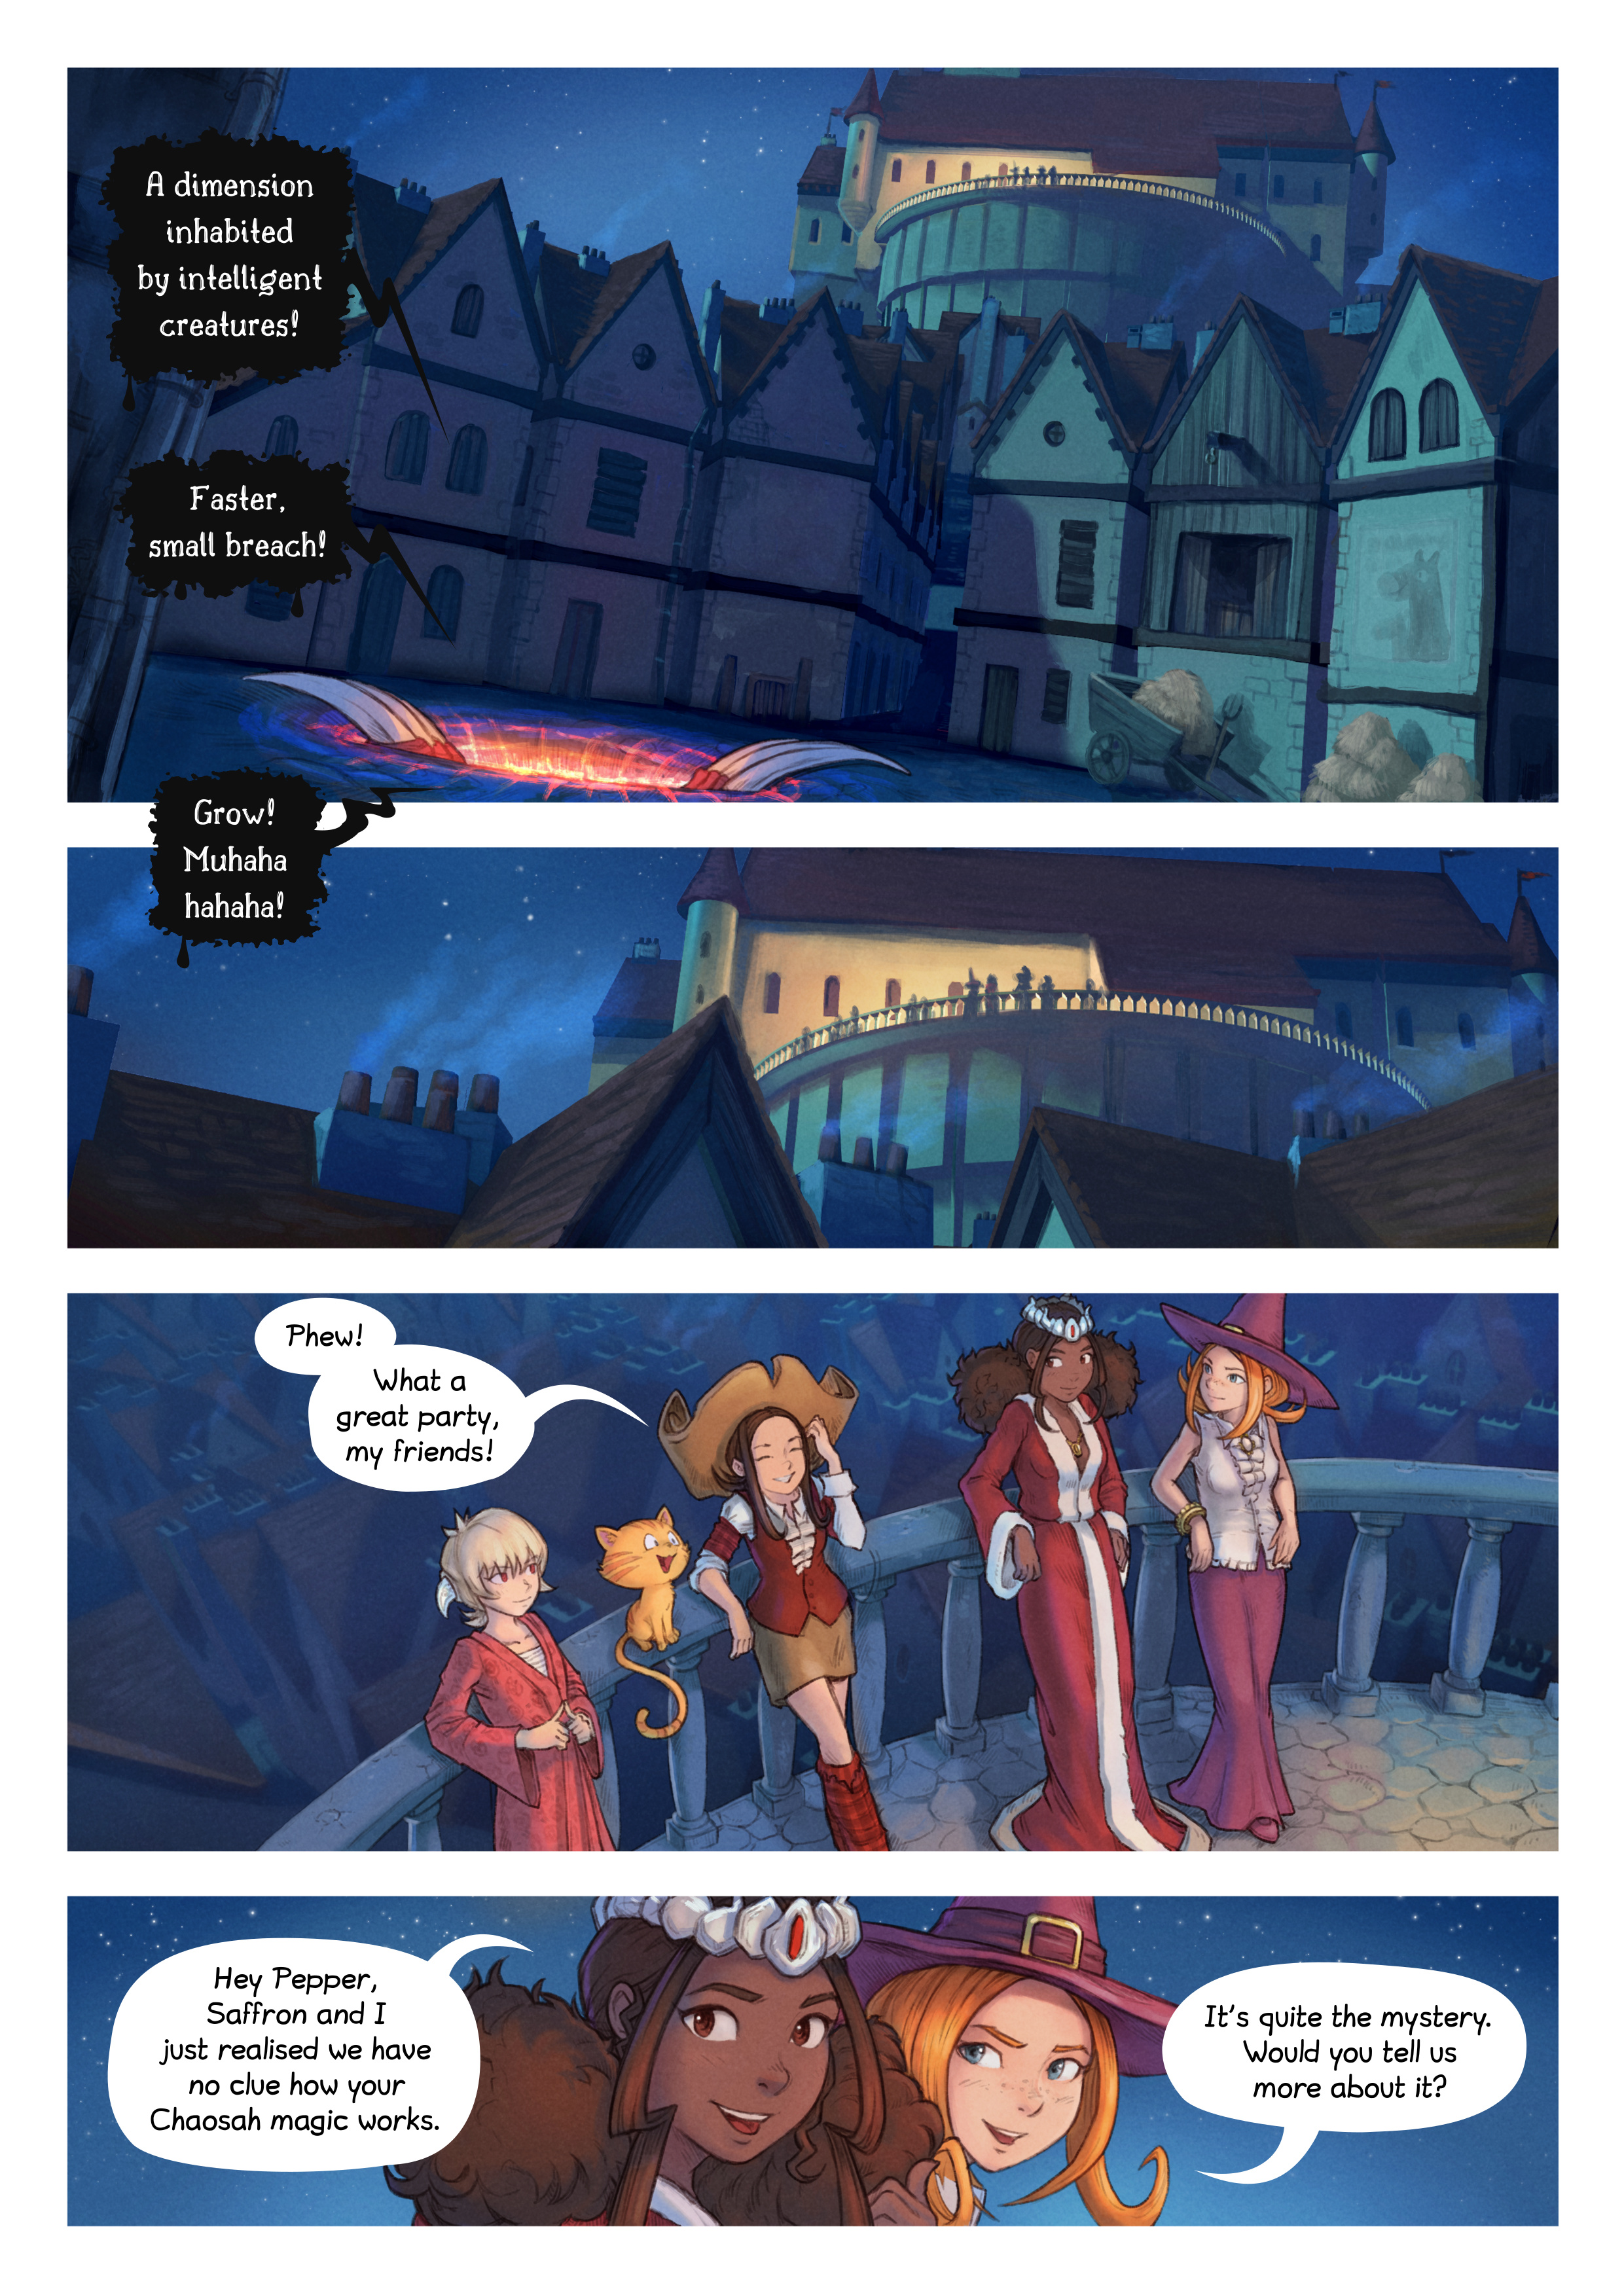 A dimension
inhabited
by intelligent
creatures!
Faster,
small breach!
Grow!
Muhaha
hahaha!
Phew!
What a
great party,
my friends!
Hey Pepper,
Saffron and I
just realised we have
no clue how your
Chaosah magic works.
It's quite the mystery.
Would you tell us
more about it?